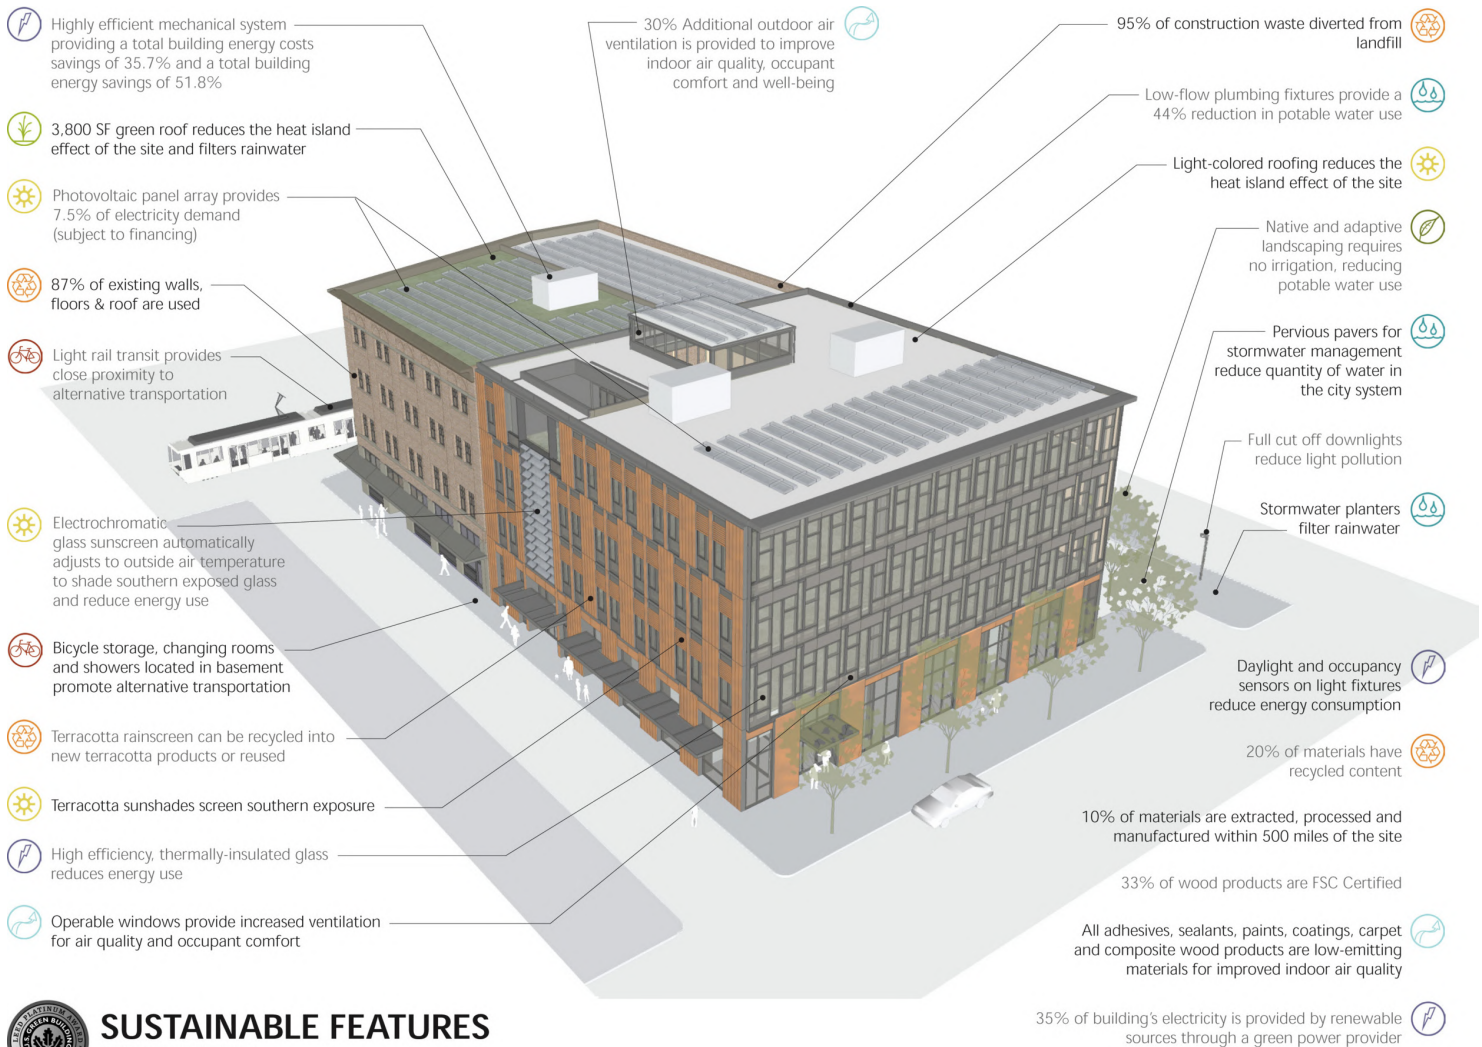 Highly efficient mechanical system
providing a total building energy costs
savings of 35.7% and a total building
energy savings of 51.8%
3,800 SF green roof reduces the heat island
effect of the site and filters rainwater
Photovoltaic panel array provides
7.5% of electricity demand
(subject to financing)
87% of existing walls,
floors & roof are used
Light rail transit provides
close proximity to
alternative transportation
Electrochromatic
glass sunscreen automatically
adjusts to outside air temperature
to shade southern exposed glass
and reduce energy use
Bicycle storage, changing rooms
and showers located in basement
promote alternative transportation
Terracotta rainscreen can be recycled into
new terracotta products or reused
Terracotta sunshades screen southern exposure
High efficiency, thermally-insulated glass
reduces energy use
Operable windows provide increased ventilation
for air quality and occupant comfort
30% Additional outdoor air
ventilation is provided to improve
indoor air quality, occupant
comfort and well-being
95% of construction waste diverted from
landfill
Low-flow plumbing fixtures provide a
44% reduction in potable water use
Light-colored roofing reduces the
heat island effect of the site
Native and adaptive
landscaping requires
no irrigation, reducing
potable water use
Pervious pavers for
stormwater management
reduce quantity of water in
the city system
Full cut off downlights
reduce light pollution
Stormwater planters
filter rainwater
Daylight and occupancy
sensors on light fixtures
reduce energy consumption
20% of materials have
recycled content
10% of materials are extracted, processed and
manufactured within 500 miles of the site
33% of wood products are FSC Certified
All adhesives, sealants, paints, coatings, carpet
and composite wood products are low-emitting
materials for improved indoor air quality
35% of building's electricity is provided by renewable
sources through a green power provider
LEED PLATINUM AWARD
GREEN BUILDING
SUSTAINABLE FEATURES